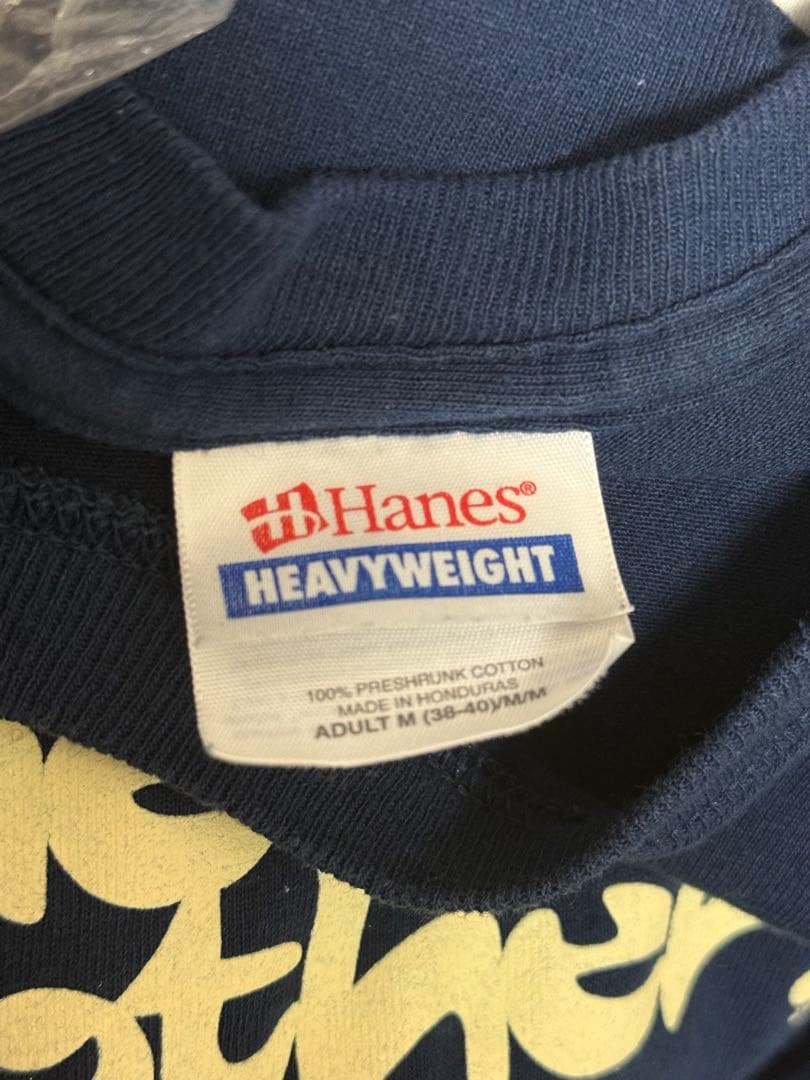 Hanes®
HEAVYWEIGHT
100% PRESHRUNK COTTON
MADE IN HONDURAS
ADULT M (38-40)/M/M